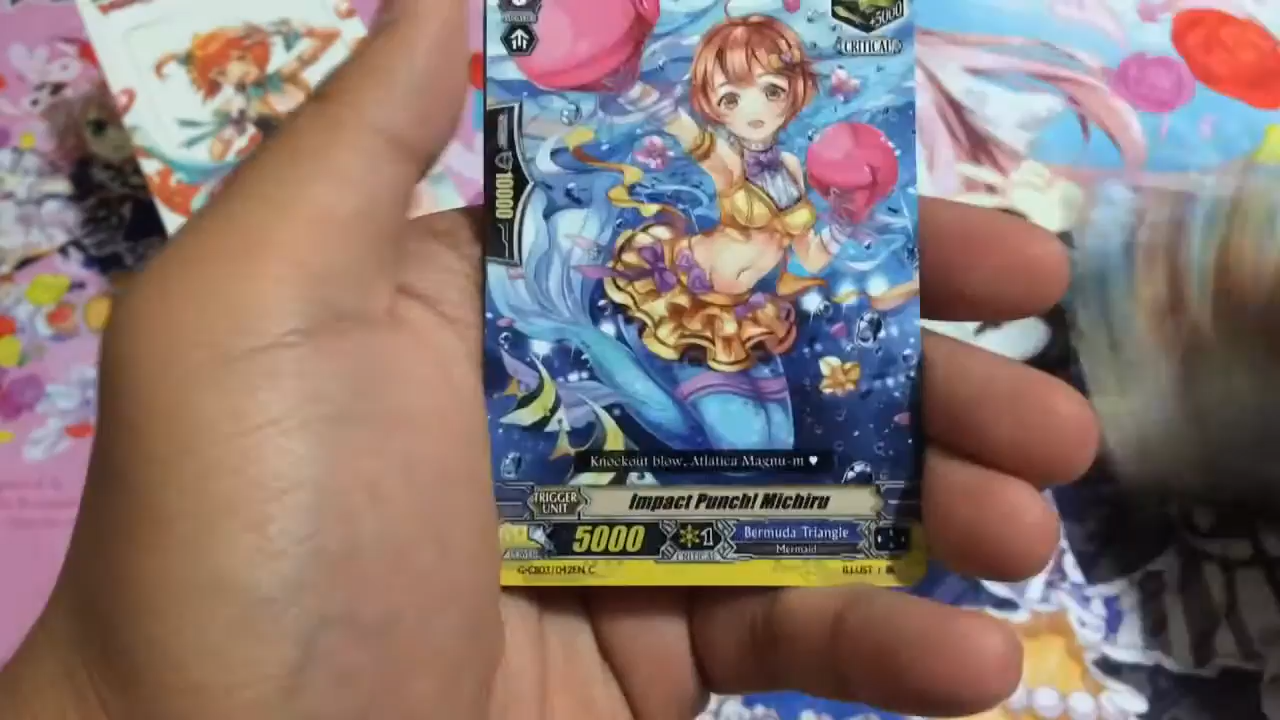 +5000
CRITICAL
10000
Knockout blow, Atlatica Magnu-m ♥
TRIGGER
UNIT
Impact Punch! Michiru
5000
1
CRITICAL
Bermuda Triangle
Mermaid
G-CB03/042EN C
ILLUST /